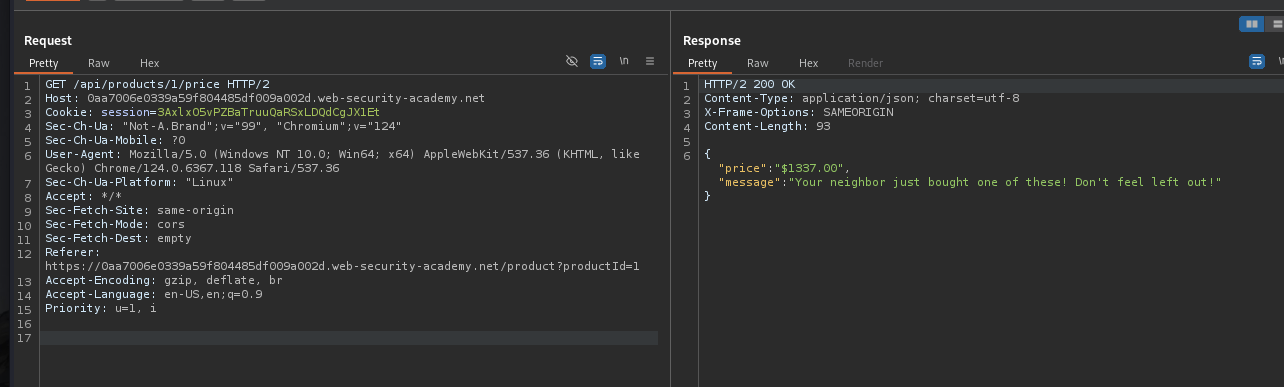 Request
Pretty Raw Hex
\n
1 GET /api/products/1/price HTTP/2
2 Host: 0aa7006e0339a59f804485df009a002d.web-security-academy.net
3 Cookie: session=3AxlxO5vPZBaTruuQaRSxLDQdCgJX1Et
4 Sec-Ch-Ua: "Not-A.Brand";v="99", "Chromium";v="124"
5 Sec-Ch-Ua-Mobile: ?0
6 User-Agent: Mozilla/5.0 (Windows NT 10.0; Win64; x64) AppleWebKit/537.36 (KHTML, like
Gecko) Chrome/124.0.6367.118 Safari/537.36
7 Sec-Ch-Ua-Platform: "Linux"
8 Accept: */*
9 Sec-Fetch-Site: same-origin
10 Sec-Fetch-Mode: cors
11 Sec-Fetch-Dest: empty
12 Referer:
https://0aa7006e0339a59f804485df009a002d.web-security-academy.net/product?productId=1
13 Accept-Encoding: gzip, deflate, br
14 Accept-Language: en-US,en;q=0.9
15 Priority: u=1, i
16
17
Response
Pretty Raw Hex Render
1 HTTP/2 200 OK
2 Content-Type: application/json; charset=utf-8
3 X-Frame-Options: SAMEORIGIN
4 Content-Length: 93
5
6 {
"price":"$1337.00",
"message":"Your neighbor just bought one of these! Don't feel left out!"
}